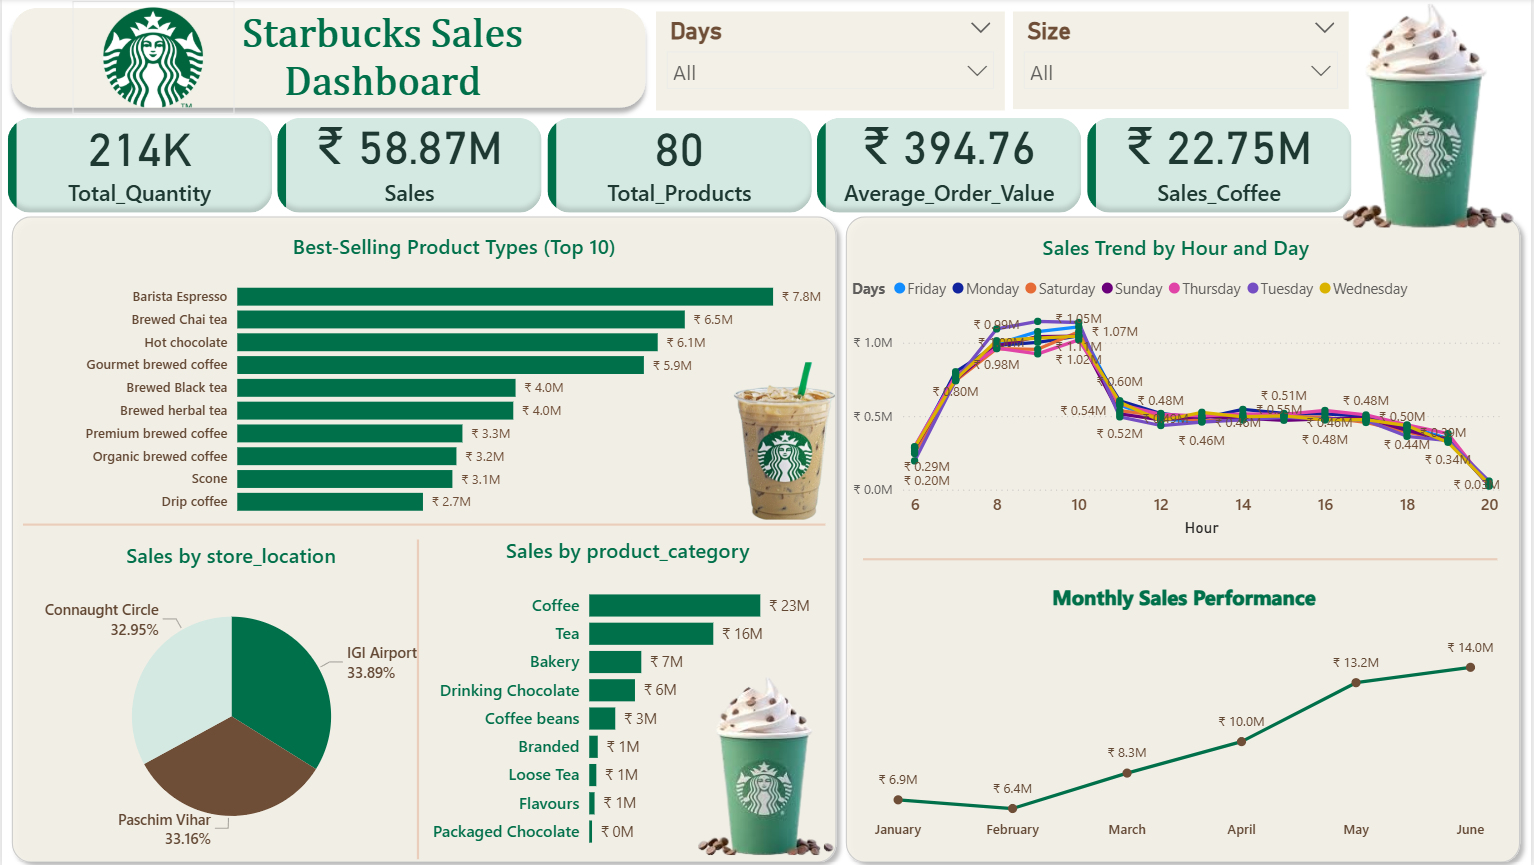 Starbucks Sales
Dashboard
TM
Days
All
Size
All
214K
Total_Quantity
₹ 58.87M
Sales
80
Total_Products
₹ 394.76
Average_Order_Value
₹ 22.75M
Sales_Coffee
Best-Selling Product Types (Top 10)
Barista Espresso ₹ 7.8M
Brewed Chai tea ₹ 6.5M
Hot chocolate ₹ 6.1M
Gourmet brewed coffee ₹ 5.9M
Brewed Black tea ₹ 4.0M
Brewed herbal tea ₹ 4.0M
Premium brewed coffee ₹ 3.3M
Organic brewed coffee ₹ 3.2M
Scone ₹ 3.1M
Drip coffee ₹ 2.7M
Sales by store_location
Connaught Circle
32.95%
IGI Airport
33.89%
Paschim Vihar
33.16%
Sales by product_category
Coffee ₹ 23M
Tea ₹ 16M
Bakery ₹ 7M
Drinking Chocolate ₹ 6M
Coffee beans ₹ 3M
Branded ₹ 1M
Loose Tea ₹ 1M
Flavours ₹ 1M
Packaged Chocolate ₹ 0M
Sales Trend by Hour and Day
Days Friday Monday Saturday Sunday Thursday Tuesday Wednesday
₹ 1.0M
₹ 0.5M
₹ 0.0M
₹ 0.99M
₹ 1.05M
₹ 1.07M
₹ 1.02M
₹ 0.98M
₹ 0.80M
₹ 0.60M
₹ 0.54M
₹ 0.52M
₹ 0.48M
₹ 0.46M
₹ 0.51M
₹ 0.55M
₹ 0.46M
₹ 0.46M
₹ 0.48M
₹ 0.48M
₹ 0.50M
₹ 0.44M
₹ 0.39M
₹ 0.34M
₹ 0.03M
₹ 0.29M
₹ 0.20M
6 8 10 12 14 16 18 20
Hour
Monthly Sales Performance
₹ 6.9M
₹ 6.4M
₹ 8.3M
₹ 10.0M
₹ 13.2M
₹ 14.0M
January February March April May June